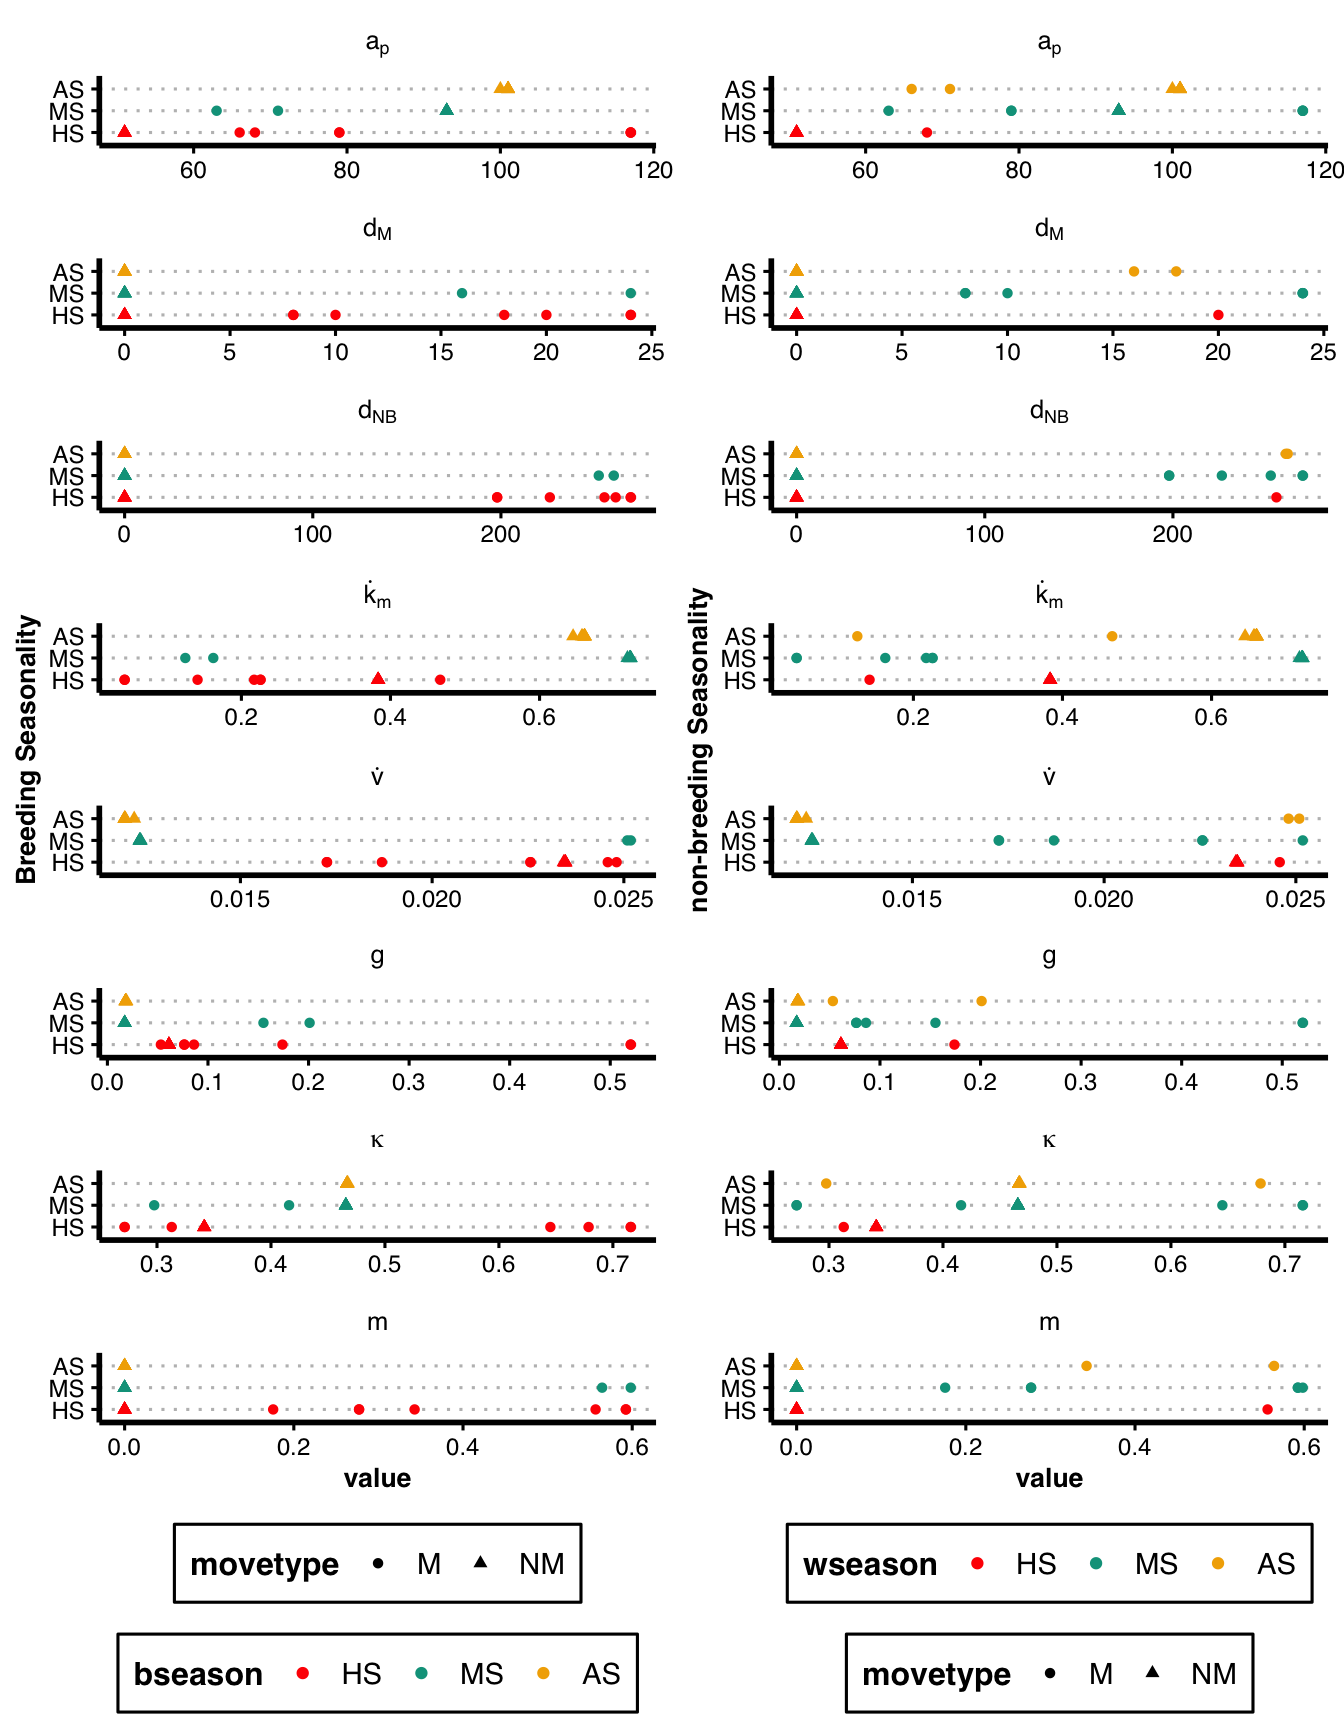 a_p a_p
AS AS
MS MS
HS HS
60 80 100 120 60 80 100 120
d_M d_M
AS AS
MS MS
HS HS
0 5 10 15 20 25 0 5 10 15 20 25
d_NB d_NB
AS AS
MS MS
HS HS
0 100 200 0 100 200
k̇_m k̇_m
AS AS
MS MS
HS HS
0.2 0.4 0.6 0.2 0.4 0.6
Breeding Seasonality
non-breeding Seasonality
v̇ v̇
AS AS
MS MS
HS HS
0.015 0.020 0.025 0.015 0.020 0.025
g g
AS AS
MS MS
HS HS
0.0 0.1 0.2 0.3 0.4 0.5 0.0 0.1 0.2 0.3 0.4 0.5
κ κ
AS AS
MS MS
HS HS
0.3 0.4 0.5 0.6 0.7 0.3 0.4 0.5 0.6 0.7
m m
AS AS
MS MS
HS HS
0.0 0.2 0.4 0.6 0.0 0.2 0.4 0.6
value value
movetype M NM wseason HS MS AS
bseason HS MS AS movetype M NM